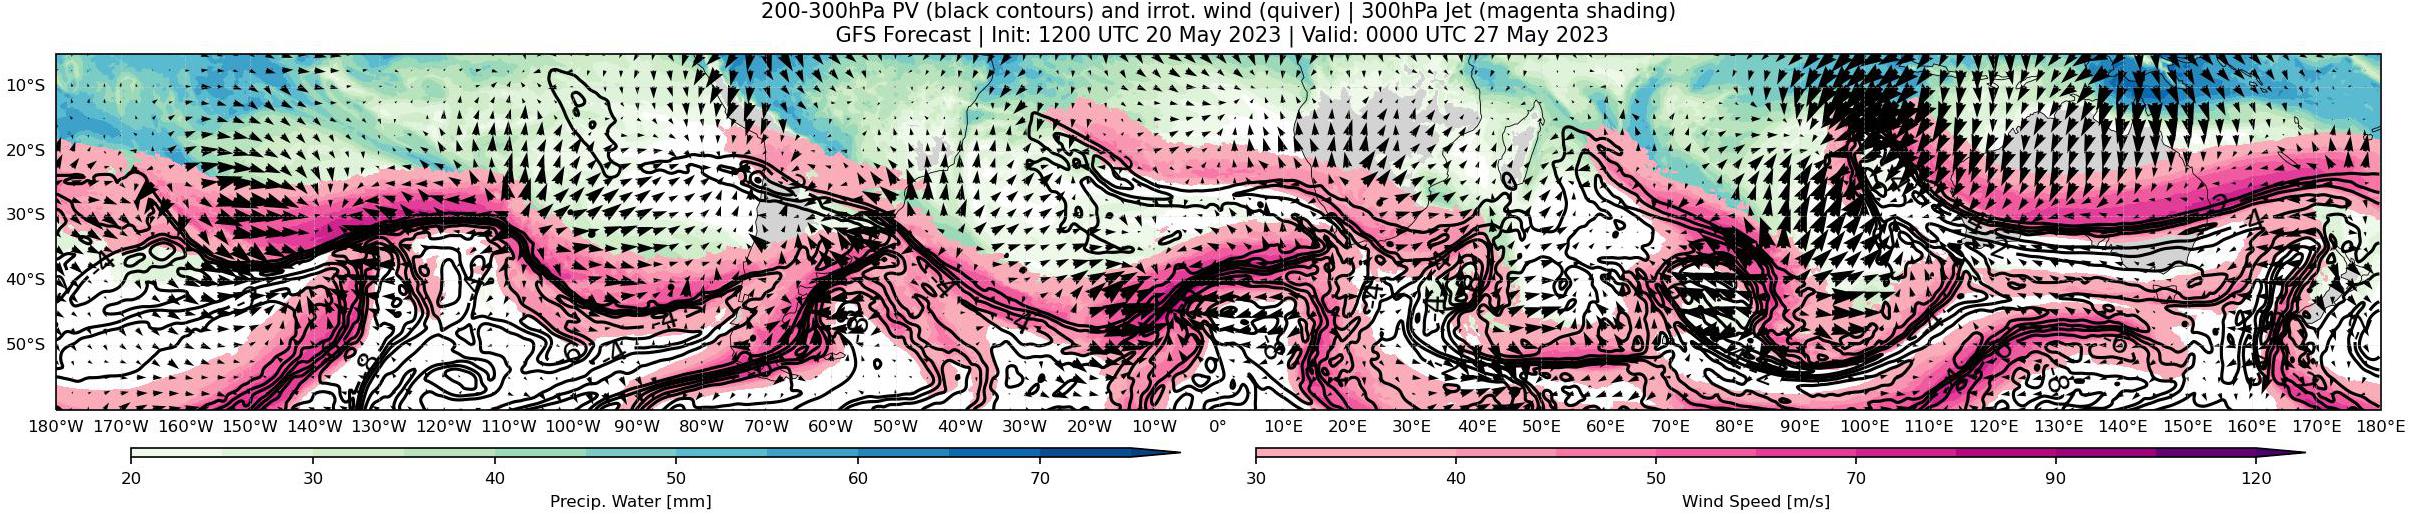 200-300hPa PV (black contours) and irrot. wind (quiver) | 300hPa Jet (magenta shading)
GFS Forecast | Init: 1200 UTC 20 May 2023 | Valid: 0000 UTC 27 May 2023
10°S
20°S
30°S
40°S
50°S
180°W 170°W 160°W 150°W 140°W 130°W 120°W 110°W 100°W 90°W 80°W 70°W 60°W 50°W 40°W 30°W 20°W 10°W 0° 10°E 20°E 30°E 40°E 50°E 60°E 70°E 80°E 90°E 100°E 110°E 120°E 130°E 140°E 150°E 160°E 170°E 180°E
20 30 40 50 60 70
Precip. Water [mm]
30 40 50 70 90 120
Wind Speed [m/s]